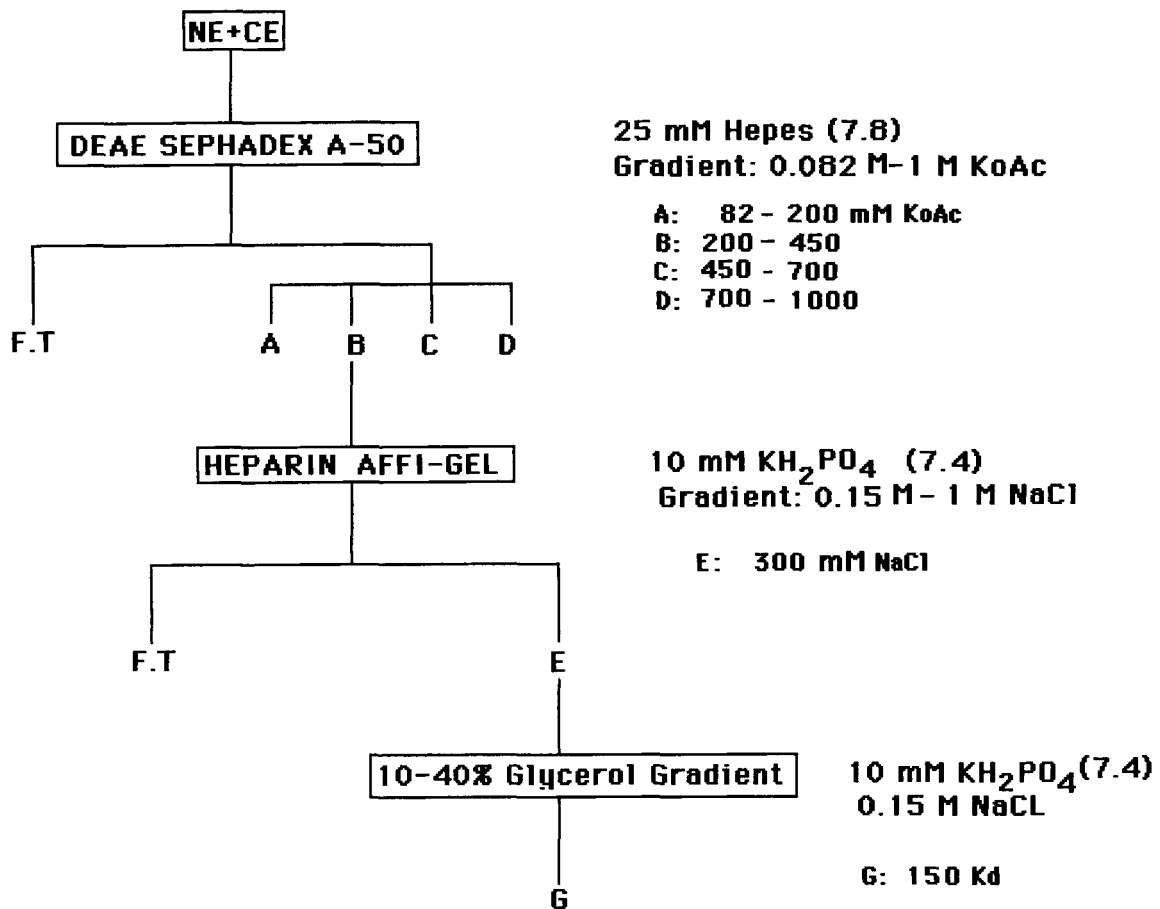 NE+CE
DEAE SEPHADEX A-50
25 mM Hepes (7.8)
Gradient: 0.082 M-1 M KoAc
A: 82 - 200 mM KoAc
B: 200 - 450
C: 450 - 700
D: 700 - 1000
F.T A B C D
HEPARIN AFFI-GEL
10 mM KH₂PO₄ (7.4)
Gradient: 0.15 M - 1 M NaCl
E: 300 mM NaCl
F.T E
10-40% Glycerol Gradient
10 mM KH₂PO₄ (7.4)
0.15 M NaCL
G: 150 Kd
G